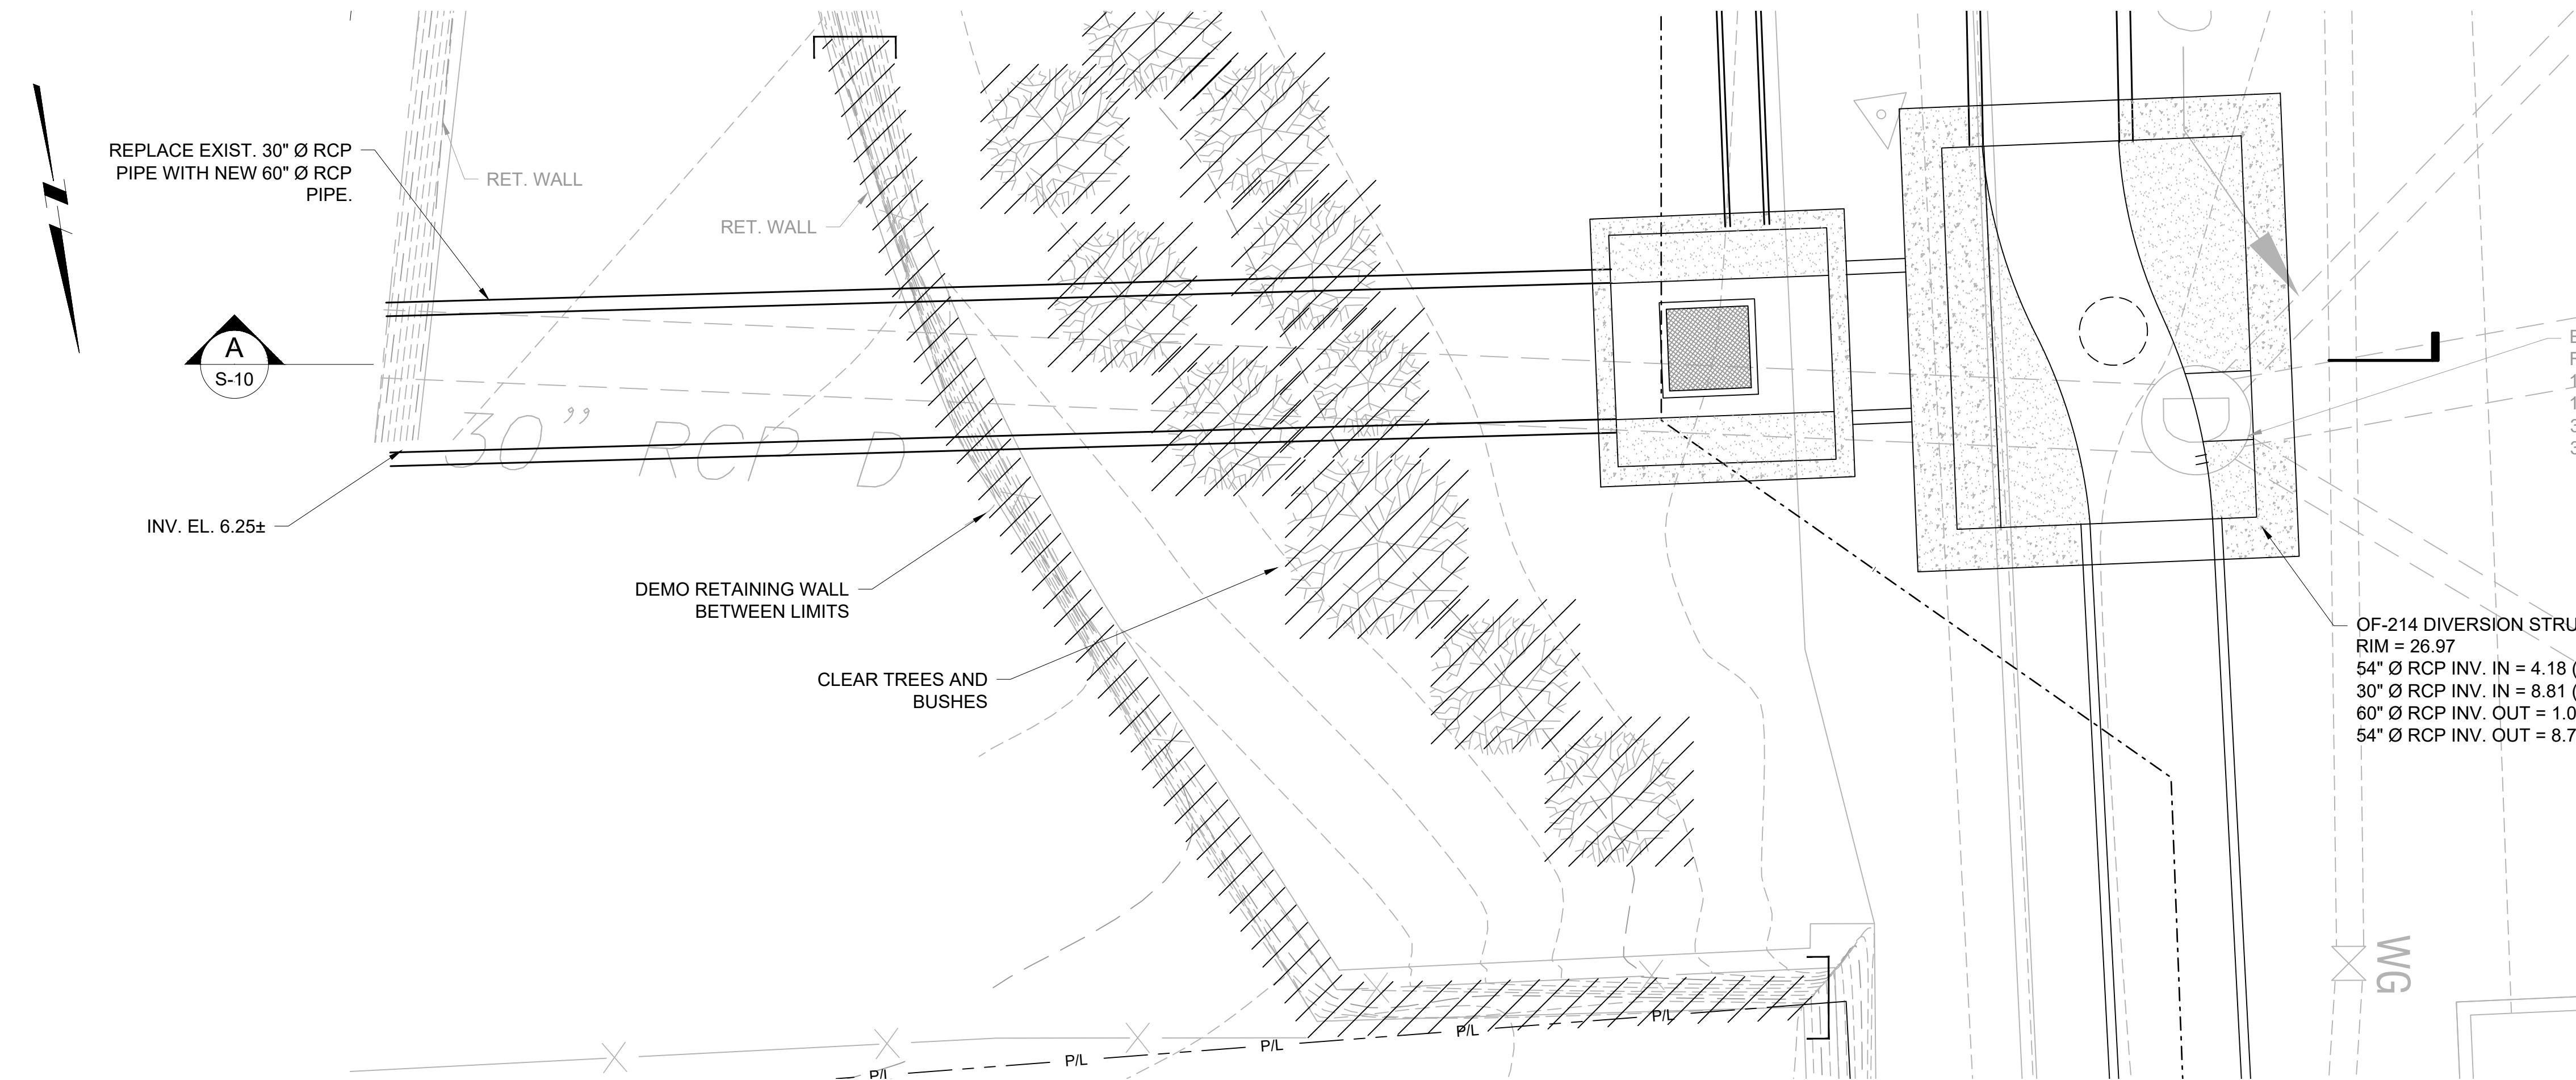 REPLACE EXIST. 30" Ø RCP
PIPE WITH NEW 60" Ø RCP
PIPE.
RET. WALL
RET. WALL
A
S-10
30" RCP D
INV. EL. 6.25±
DEMO RETAINING WALL
BETWEEN LIMITS
CLEAR TREES AND
BUSHES
OF-214 DIVERSION STRU
RIM = 26.97
54" Ø RCP INV. IN = 4.18 (
30" Ø RCP INV. IN = 8.81 (
60" Ø RCP INV. OUT = 1.0
54" Ø RCP INV. OUT = 8.7
WG
P/L
P/L
P/L
P/L
P/L